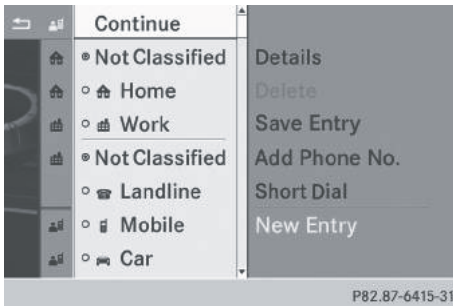 Continue
Not Classified
Home
Work
Not Classified
Landline
Mobile
Car
Details
Delete
Save Entry
Add Phone No.
Short Dial
New Entry
P82.87-6415-31